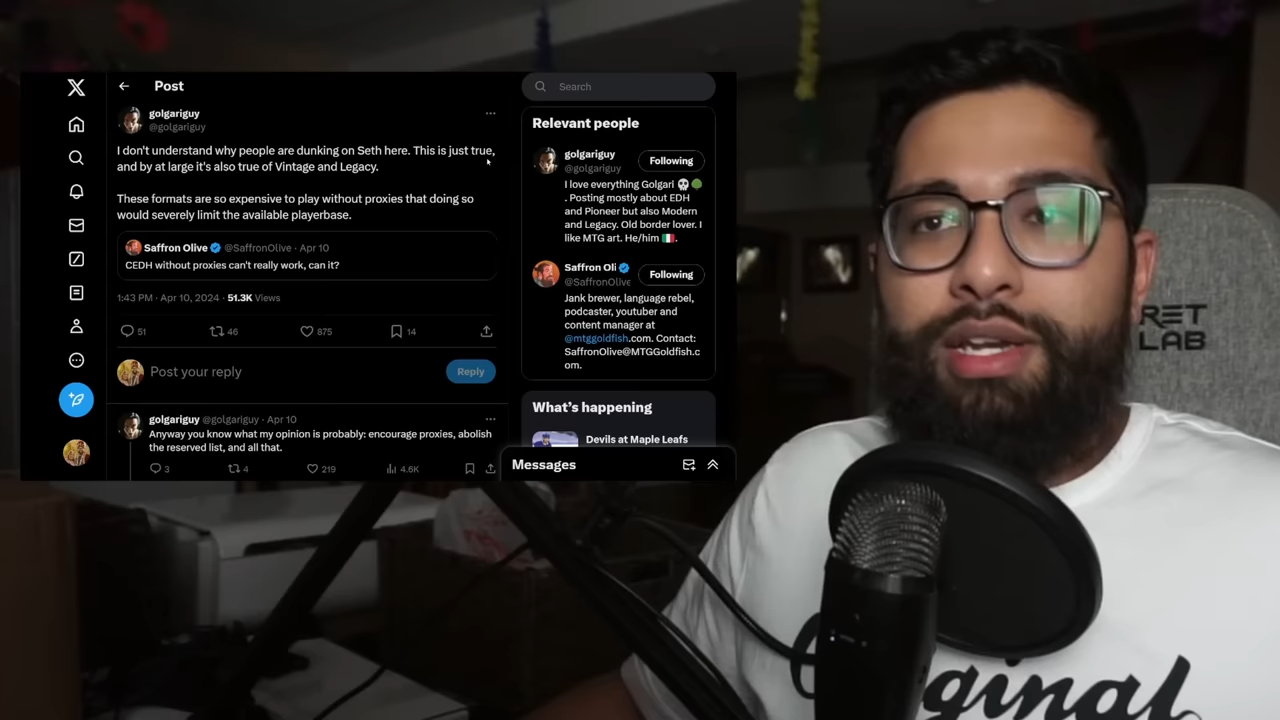 Post
Search
golgariguy
@golgariguy
I don't understand why people are dunking on Seth here. This is just true,
and by at large it's also true of Vintage and Legacy.
These formats are so expensive to play without proxies that doing so
would severely limit the available playerbase.
Saffron Olive @SaffronOlive · Apr 10
CEDH without proxies can't really work, can it?
1:43 PM · Apr 10, 2024 · 51.3K Views
51 46 875 14
Post your reply
Reply
golgariguy @golgariguy · Apr 10
Anyway you know what my opinion is probably: encourage proxies, abolish
the reserved list, and all that.
3 4 219 4.6K
Relevant people
golgariguy
@golgariguy
Following
I love everything Golgari 💀🌳
. Posting mostly about EDH
and Pioneer but also Modern
and Legacy. Old border lover. I
like MTG art. He/him 🇮🇹.
Saffron Oli
@SaffronOlive
Following
Jank brewer, language rebel,
podcaster, youtuber and
content manager at
@mtggoldfish.com. Contact:
SaffronOlive@MTGGoldfish.c
om.
What's happening
Devils at Maple Leafs
Messages
RET
LAB
ginal